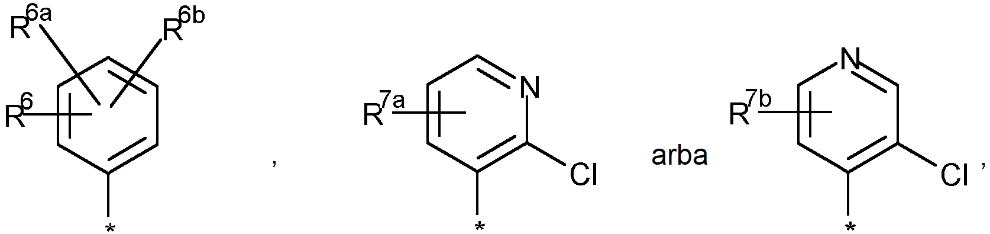 R6a R6b
R6 , R7a N Cl * arba R7b N Cl ,
* * *